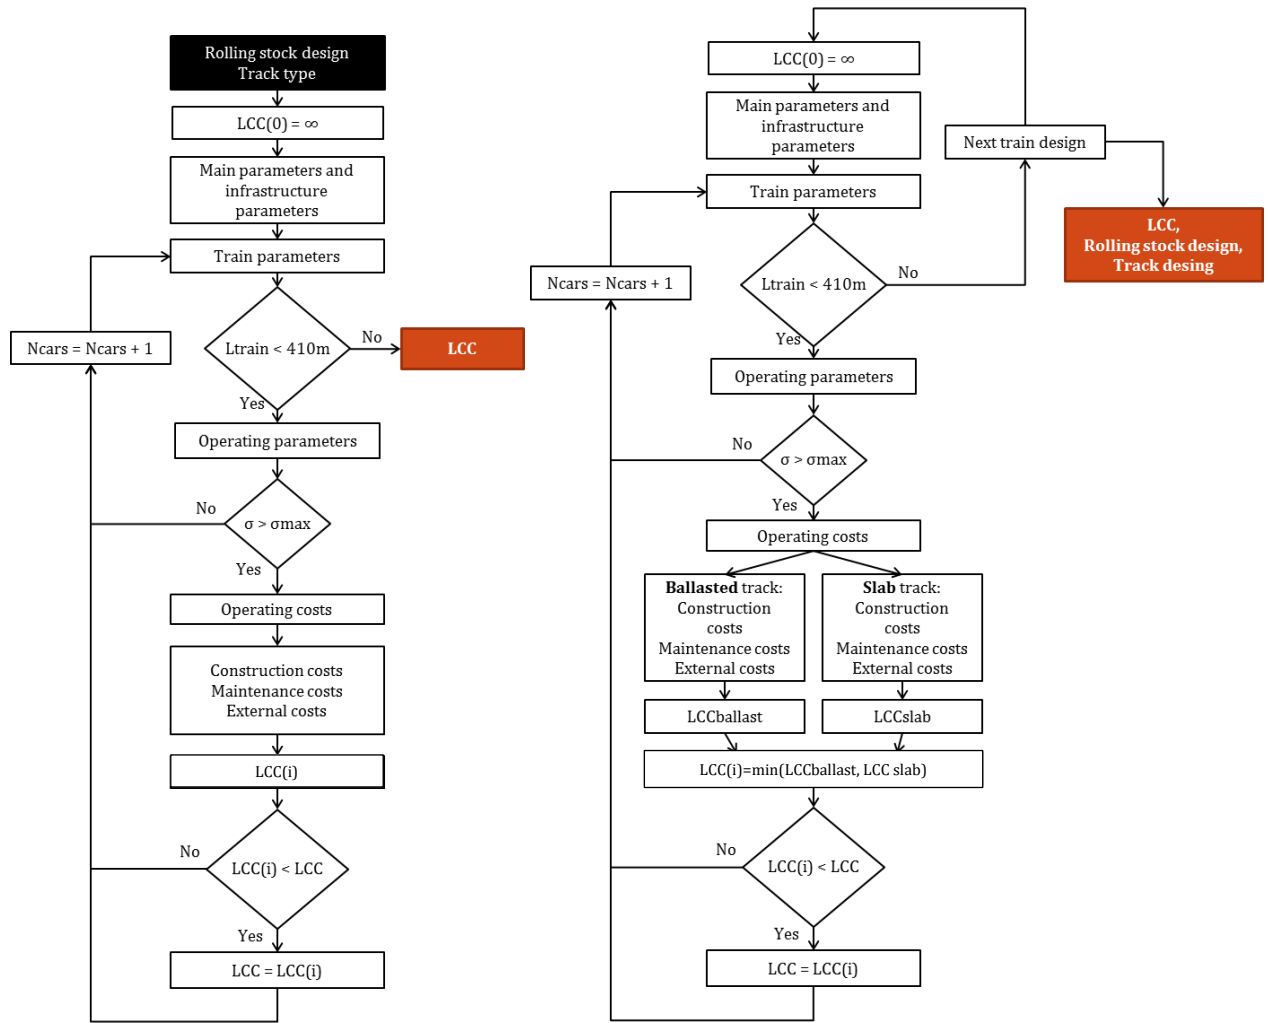 Rolling stock design
Track type
LCC(0) = ∞
Main parameters and
infrastructure
parameters
Train parameters
Ncars = Ncars + 1
Ltrain < 410m
No
LCC
Yes
Operating parameters
No
σ > σmax
Yes
Operating costs
Construction costs
Maintenance costs
External costs
LCC(i)
No
LCC(i) < LCC
Yes
LCC = LCC(i)
LCC(0) = ∞
Main parameters and
infrastructure
parameters
Next train design
Train parameters
LCC,
Rolling stock design,
Track desing
Ncars = Ncars + 1
Ltrain < 410m
No
Yes
Operating parameters
No
σ > σmax
Yes
Operating costs
Ballasted track:
Construction
costs
Maintenance costs
External costs
Slab track:
Construction
costs
Maintenance costs
External costs
LCCballast
LCCslab
LCC(i)=min(LCCballast, LCC slab)
No
LCC(i) < LCC
Yes
LCC = LCC(i)